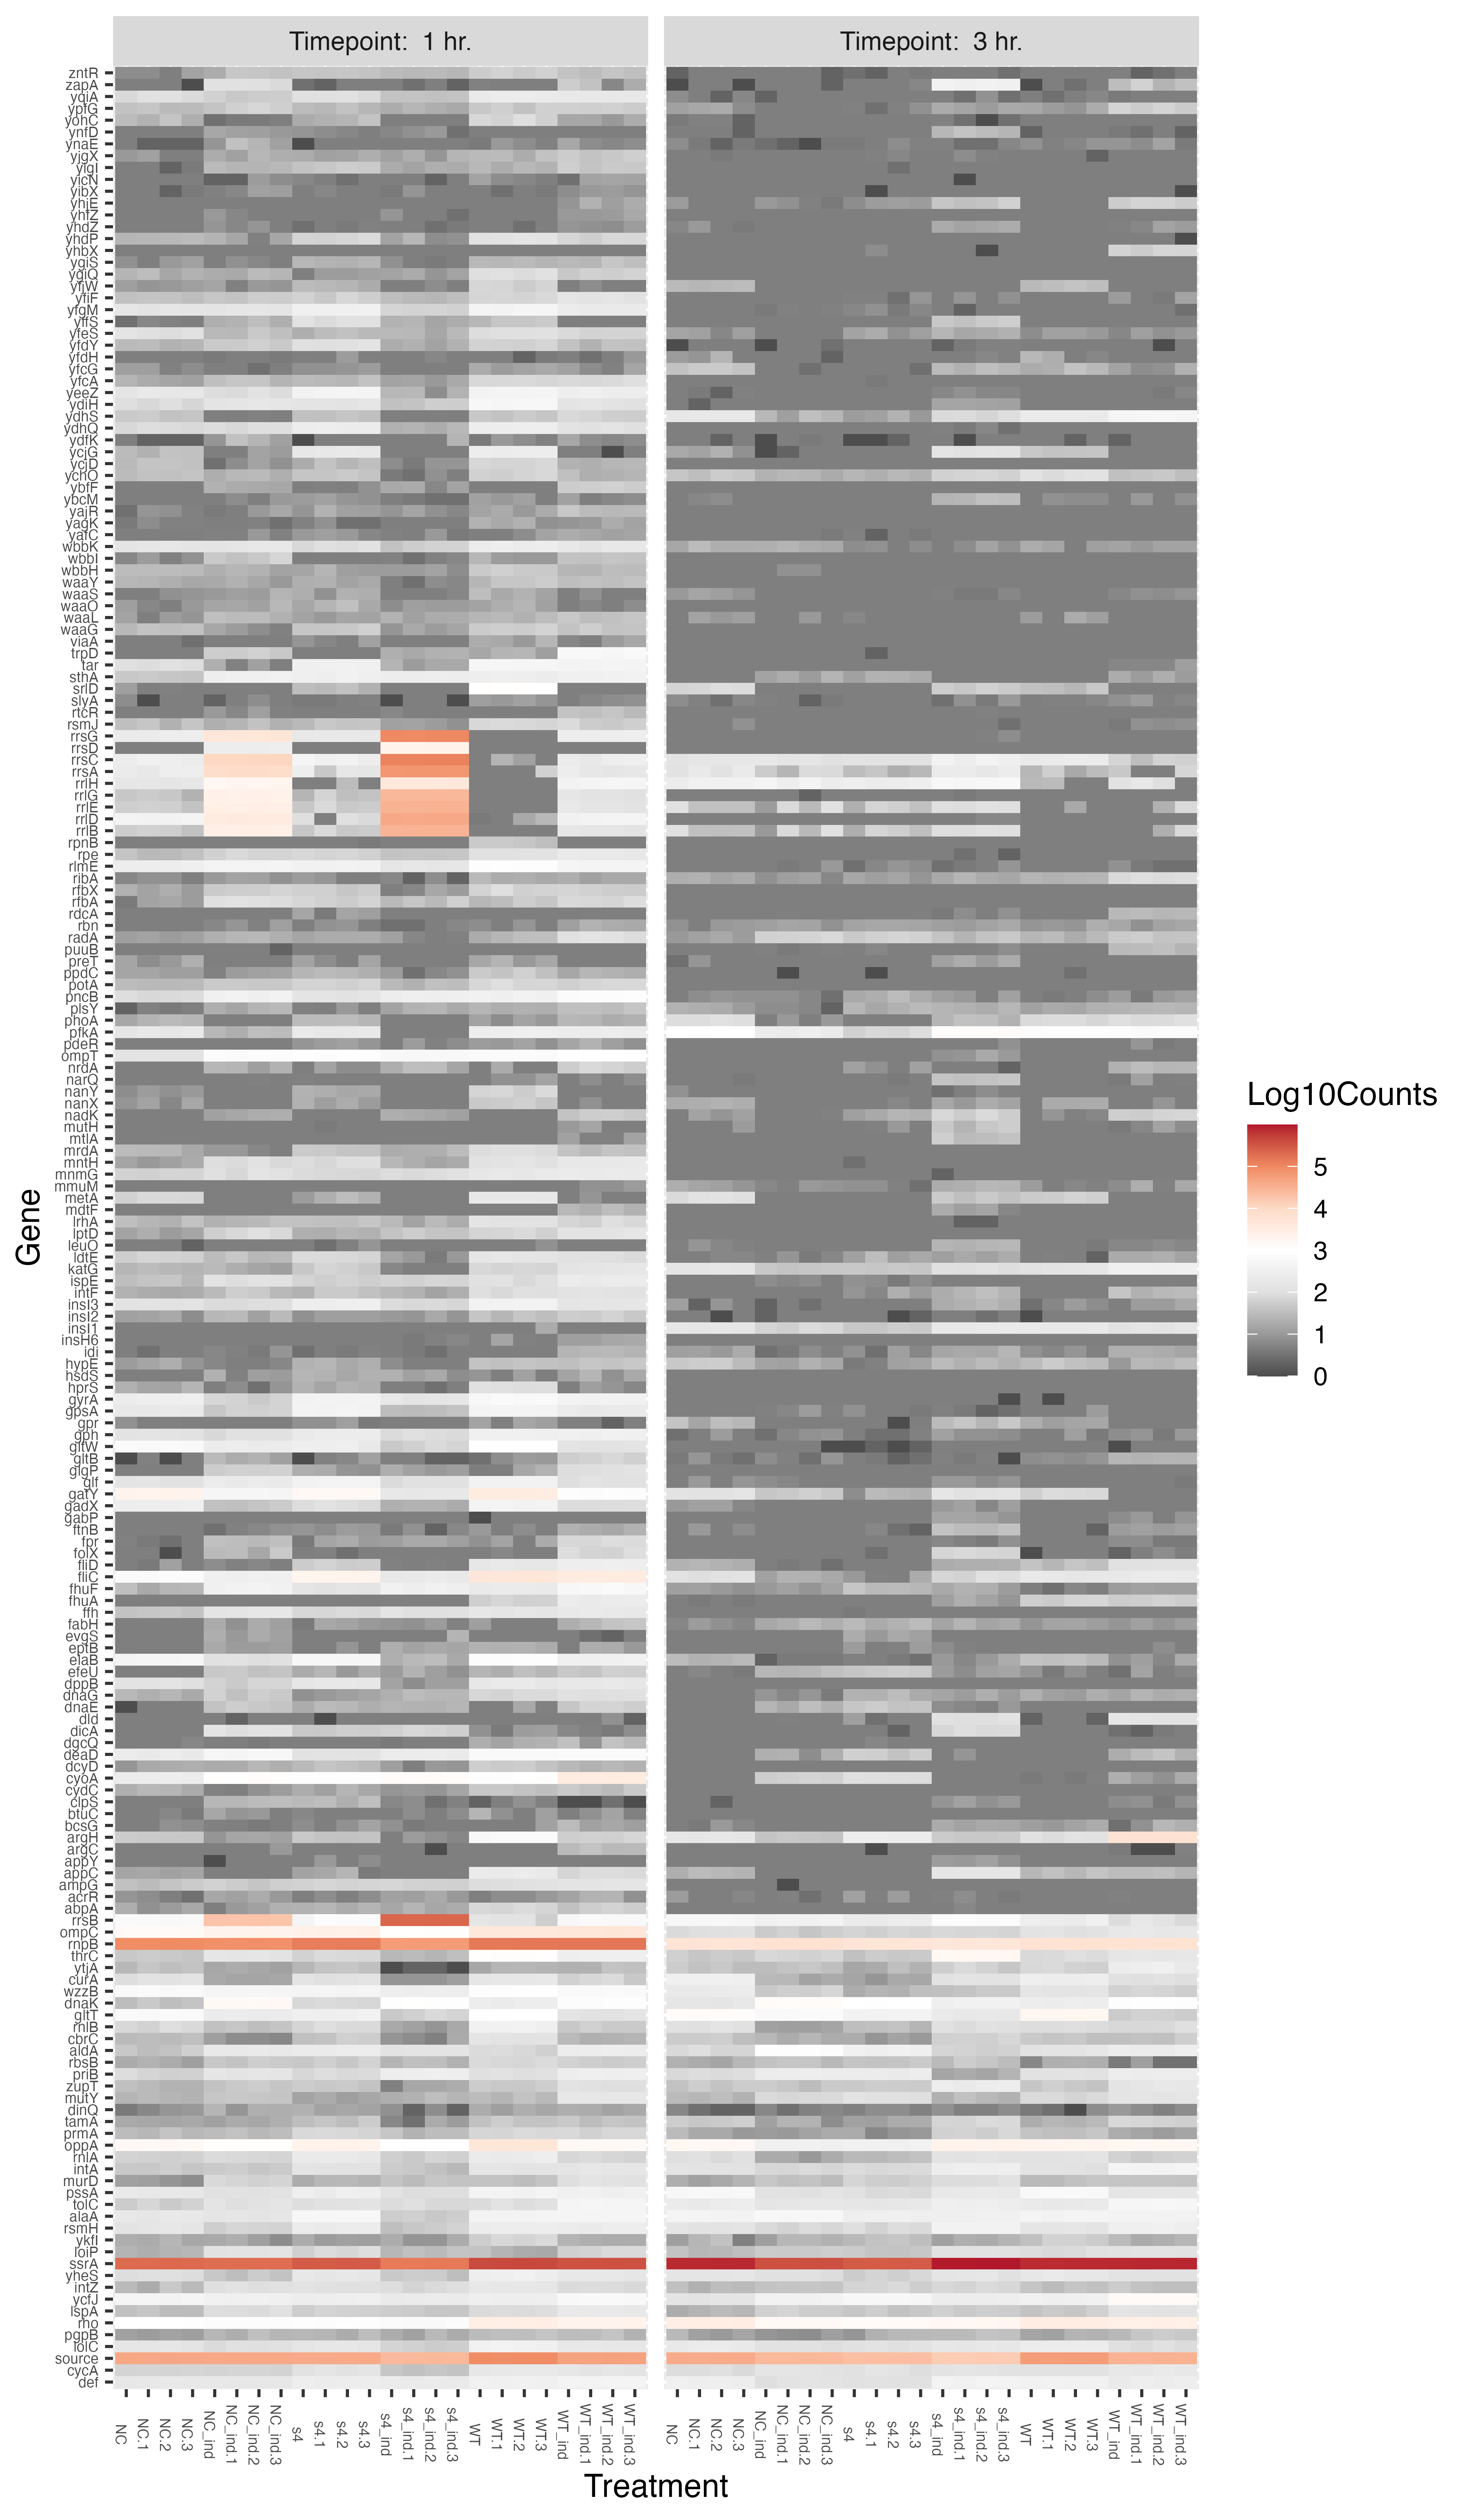 Timepoint: 1 hr.
Timepoint: 3 hr.
zntR
zapA
yqiA
ypfG
yohC
ynfD
ynaE
yjgX
yicN
yibX
yhjE
yhfZ
yhdZ
yhdP
yhbX
ygiS
ygiQ
yfjW
yfiF
yfgM
yffS
yfeS
yfdY
yfdH
yfcG
yfcA
yeeZ
ydiH
ydhS
ydhQ
ydfK
ycjG
ycjD
ybfF
ybcM
yajR
yagK
yafC
wbbK
wbbI
wbbH
waaY
waaS
waaO
waaL
waaG
viaA
trpD
tar
sthA
srlD
slyA
rtcR
rsmJ
rrsG
rrsD
rrsC
rrsA
rrlH
rrlG
rrlE
rrlD
rrlB
rpnB
rpe
rlmE
ribA
rfbX
rfbA
rdcA
rbn
radA
puuB
preT
ppdC
potA
pncB
plsY
phoA
pfkA
pdeR
ompT
nrdA
narQ
nanY
nanX
nadK
mutH
mtlA
mrdA
mntH
mnmG
mmuM
metA
mdtF
lrhA
lptD
leuO
ldtE
katG
ispE
intF
insI3
insI2
insI1
insH6
idi
hypE
hsdS
hprS
gyrA
gpsA
gpr
gph
gltW
gltB
glgP
glf
gatY
gadX
gabP
ftnB
fpr
folX
fliD
fliC
fhuF
fhuA
ffh
fabH
evgS
eptB
elaB
efeU
dppB
dnaG
dnaE
dld
dicA
dgcQ
deaD
dcyD
cyoA
cydC
clpS
btuC
bcsG
argH
argC
appY
appC
ampG
acrR
abpA
rrsB
ompC
rnpB
thrC
ytjA
curA
wzzB
dnaK
gltT
rnlB
cbrC
aldA
rbsB
priB
zupT
mutY
dinQ
tamA
prmA
oppA
rnlA
intA
murD
pssA
tolC
alaA
rsmH
ykfI
loiP
ssrA
yheS
intZ
ycfJ
lspA
rho
pgpB
lolC
source
cycA
def
Gene
NC
NC.1
NC.2
NC.3
NC_ind
NC_ind.1
NC_ind.2
NC_ind.3
s4
s4.1
s4.2
s4.3
s4_ind
s4_ind.1
s4_ind.2
s4_ind.3
WT
WT.1
WT.2
WT.3
WT_ind
WT_ind.1
WT_ind.2
WT_ind.3
NC
NC.1
NC.2
NC.3
NC_ind
NC_ind.1
NC_ind.2
NC_ind.3
s4
s4.1
s4.2
s4.3
s4_ind
s4_ind.1
s4_ind.2
s4_ind.3
WT
WT.1
WT.2
WT.3
WT_ind
WT_ind.1
WT_ind.2
WT_ind.3
Treatment
Log10Counts
5
4
3
2
1
0